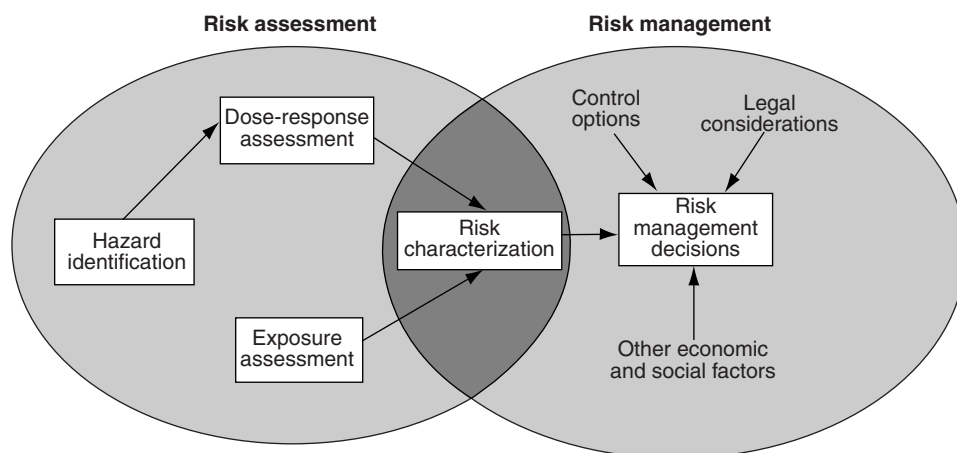 Risk assessment
Risk management
Dose-response
assessment
Hazard
identification
Exposure
assessment
Risk
characterization
Control
options
Legal
considerations
Risk
management
decisions
Other economic
and social factors